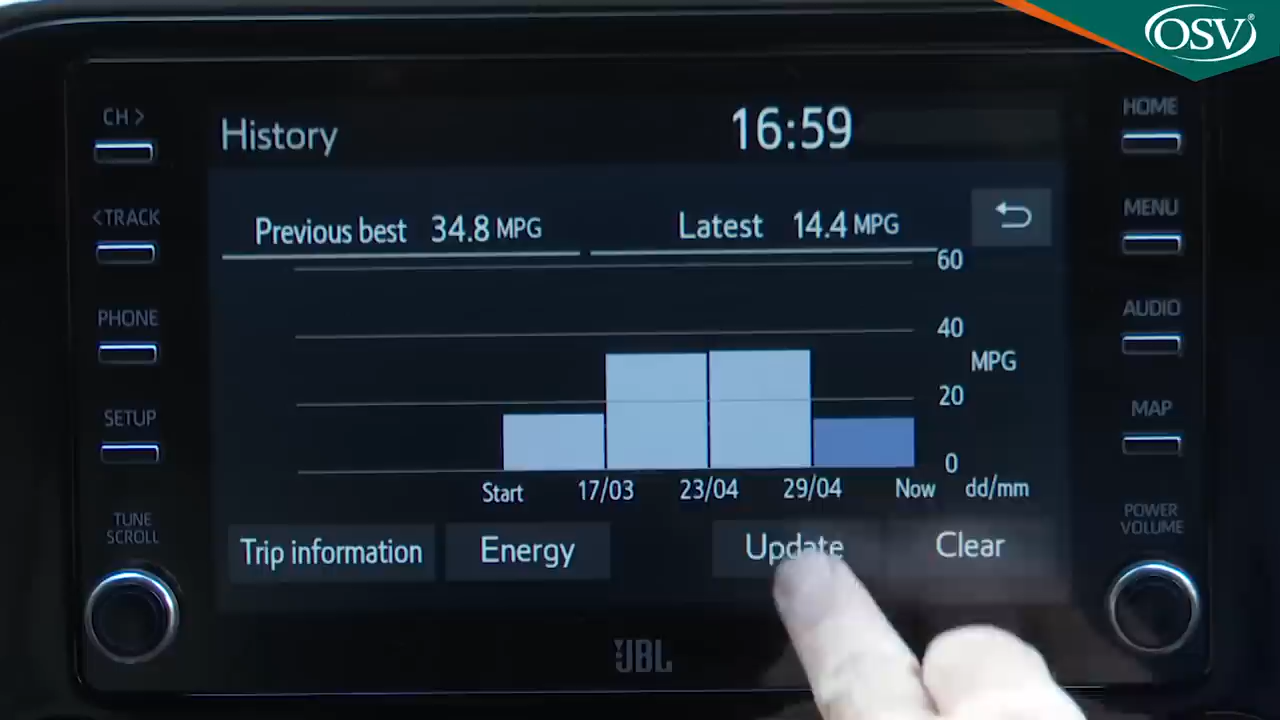 OSV®
CH >
HOME
History
16:59
<TRACK
MENU
Previous best 34.8 MPG
Latest 14.4 MPG
60
PHONE
AUDIO
40
MPG
20
SETUP
MAP
0
Start 17/03 23/04 29/04 Now dd/mm
TUNE
SCROLL
POWER
VOLUME
Trip information
Energy
Update
Clear
JBL